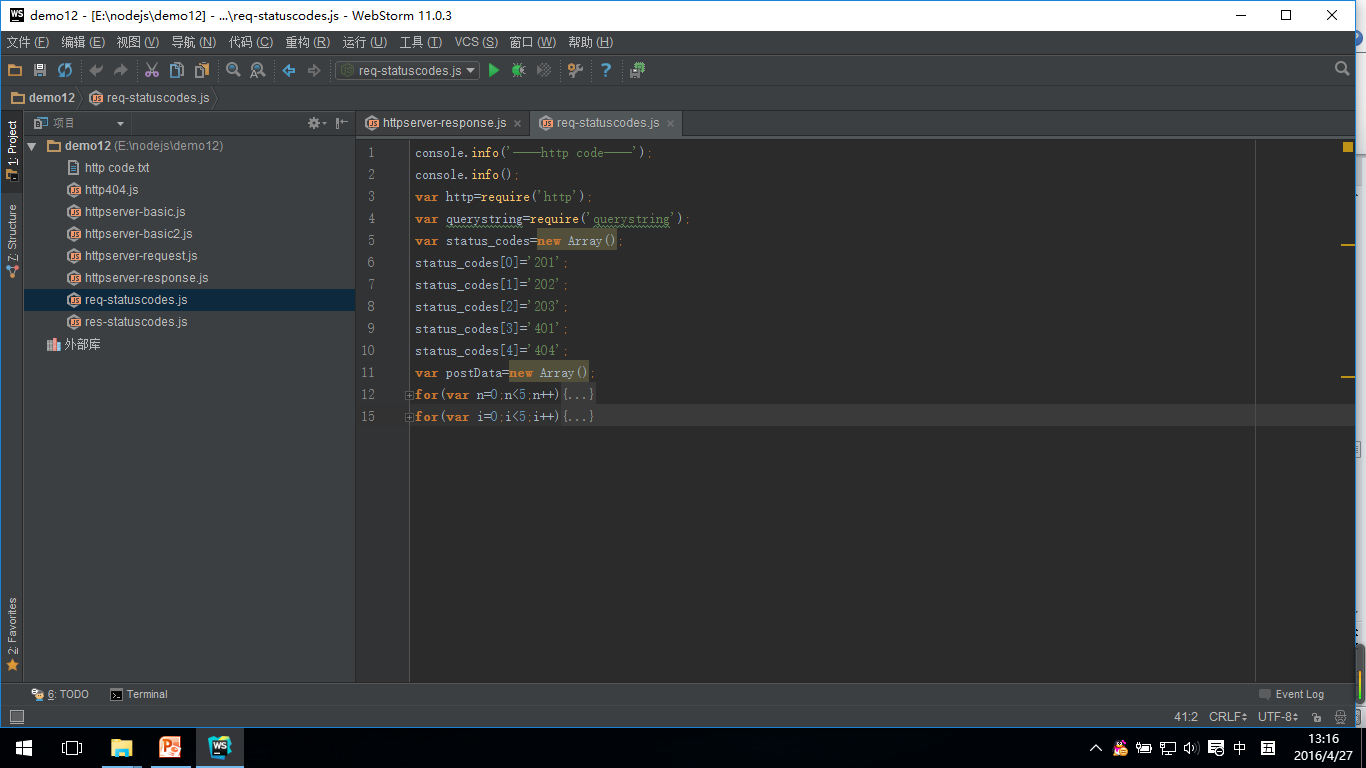 demo12 - [E:\nodejs\demo12] - ...\req-statuscodes.js - WebStorm 11.0.3
文件 (F) 编辑 (E) 视图 (V) 导航 (N) 代码 (C) 重构 (R) 运行 (U) 工具 (T) VCS (S) 窗口 (W) 帮助 (H)
req-statuscodes.js
demo12 req-statuscodes.js
项目
httpserver-response.js req-statuscodes.js
1: Project
7: Structure
2: Favorites
demo12 (E:\nodejs\demo12)
http code.txt
http404.js
httpserver-basic.js
httpserver-basic2.js
httpserver-request.js
httpserver-response.js
req-statuscodes.js
res-statuscodes.js
外部库
1 console.info('————http code————');
2 console.info();
3 var http=require('http');
4 var querystring=require('querystring');
5 var status_codes=new Array();
6 status_codes[0]='201';
7 status_codes[1]='202';
8 status_codes[2]='203';
9 status_codes[3]='401';
10 status_codes[4]='404';
11 var postData=new Array();
12 for(var n=0;n<5;n++){...}
15 for(var i=0;i<5;i++){...}
6: TODO Terminal Event Log
41:2 CRLF UTF-8
中 五 13:16
2016/4/27